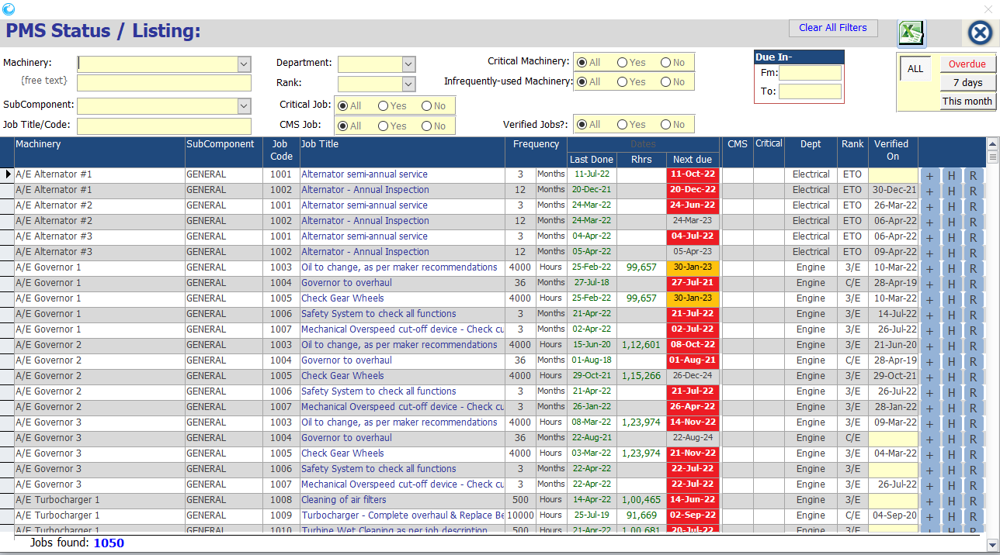 PMS Status / Listing:
Clear All Filters
Machinery:
{free text}
SubComponent:
Job Title/Code:
Department:
Rank:
Critical Job: All Yes No
CMS Job: All Yes No
Critical Machinery: All Yes No
Infrequently-used Machinery: All Yes No
Verified Jobs?: All Yes No
Due In-
Fm:
To:
ALL
Overdue
7 days
This month
Machinery SubComponent Job Code Job Title Frequency Dates CMS Critical Dept Rank Verified On
Last Done Rhrs Next due
A/E Alternator #1 GENERAL 1001 Alternator semi-annual service 3 Months 11-Jul-22 11-Oct-22 Electrical ETO + H R
A/E Alternator #1 GENERAL 1002 Alternator - Annual Inspection 12 Months 20-Dec-21 20-Dec-22 Electrical ETO 30-Dec-21 + H R
A/E Alternator #2 GENERAL 1001 Alternator semi-annual service 3 Months 24-Mar-22 24-Jun-22 Electrical ETO 26-Mar-22 + H R
A/E Alternator #2 GENERAL 1002 Alternator - Annual Inspection 12 Months 24-Mar-22 24-Mar-23 Electrical ETO 06-Apr-22 + H R
A/E Alternator #3 GENERAL 1001 Alternator semi-annual service 3 Months 04-Apr-22 04-Jul-22 Electrical ETO 06-Apr-22 + H R
A/E Alternator #3 GENERAL 1002 Alternator - Annual Inspection 12 Months 05-Apr-22 05-Apr-23 Electrical ETO 09-Apr-22 + H R
A/E Governor 1 GENERAL 1003 Oil to change, as per maker recommendations 4000 Hours 25-Feb-22 99,657 30-Jan-23 Engine 3/E 10-Mar-22 + H R
A/E Governor 1 GENERAL 1004 Governor to overhaul 36 Months 27-Jul-18 27-Jul-21 Engine C/E 28-Apr-19 + H R
A/E Governor 1 GENERAL 1005 Check Gear Wheels 4000 Hours 25-Feb-22 99,657 30-Jan-23 Engine 3/E 10-Mar-22 + H R
A/E Governor 1 GENERAL 1006 Safety System to check all functions 3 Months 21-Apr-22 21-Jul-22 Engine 3/E 14-Jul-22 + H R
A/E Governor 1 GENERAL 1007 Mechanical Overspeed cut-off device - Check cu 3 Months 02-Apr-22 02-Jul-22 Engine 3/E 26-Jul-22 + H R
A/E Governor 2 GENERAL 1003 Oil to change, as per maker recommendations 4000 Hours 15-Jun-20 1,12,601 08-Oct-22 Engine 3/E 21-Jun-20 + H R
A/E Governor 2 GENERAL 1004 Governor to overhaul 36 Months 01-Aug-18 01-Aug-21 Engine C/E 28-Apr-19 + H R
A/E Governor 2 GENERAL 1005 Check Gear Wheels 4000 Hours 29-Oct-21 1,15,266 26-Dec-24 Engine 3/E 29-Oct-21 + H R
A/E Governor 2 GENERAL 1006 Safety System to check all functions 3 Months 21-Apr-22 21-Jul-22 Engine 3/E 26-Jul-22 + H R
A/E Governor 2 GENERAL 1007 Mechanical Overspeed cut-off device - Check cu 3 Months 26-Jan-22 26-Apr-22 Engine 3/E 28-Jan-22 + H R
A/E Governor 3 GENERAL 1003 Oil to change, as per maker recommendations 4000 Hours 08-Mar-22 1,23,974 14-Nov-22 Engine 3/E 09-Mar-22 + H R
A/E Governor 3 GENERAL 1004 Governor to overhaul 36 Months 22-Aug-21 22-Aug-24 Engine C/E + H R
A/E Governor 3 GENERAL 1005 Check Gear Wheels 4000 Hours 03-Mar-22 1,23,974 21-Nov-22 Engine 3/E 04-Mar-22 + H R
A/E Governor 3 GENERAL 1006 Safety System to check all functions 3 Months 22-Apr-22 22-Jul-22 Engine 3/E + H R
A/E Governor 3 GENERAL 1007 Mechanical Overspeed cut-off device - Check cu 3 Months 22-Apr-22 22-Jul-22 Engine 3/E 26-Jul-22 + H R
A/E Turbocharger 1 GENERAL 1008 Cleaning of air filters 500 Hours 14-Apr-22 1,00,465 14-Jun-22 Engine 3/E + H R
A/E Turbocharger 1 GENERAL 1009 Turbocharger - Complete overhaul & Replace Be 10000 Hours 25-Jul-19 91,669 02-Sep-22 Engine C/E 04-Sep-20 + H R
A/E Turbocharger 1 GENERAL 1010 Turbine Wet Cleaning as per job description 500 Hours 21-Apr-22 1,00,681 20-Jul-22 Engine 3/E + H R
Jobs found: 1050